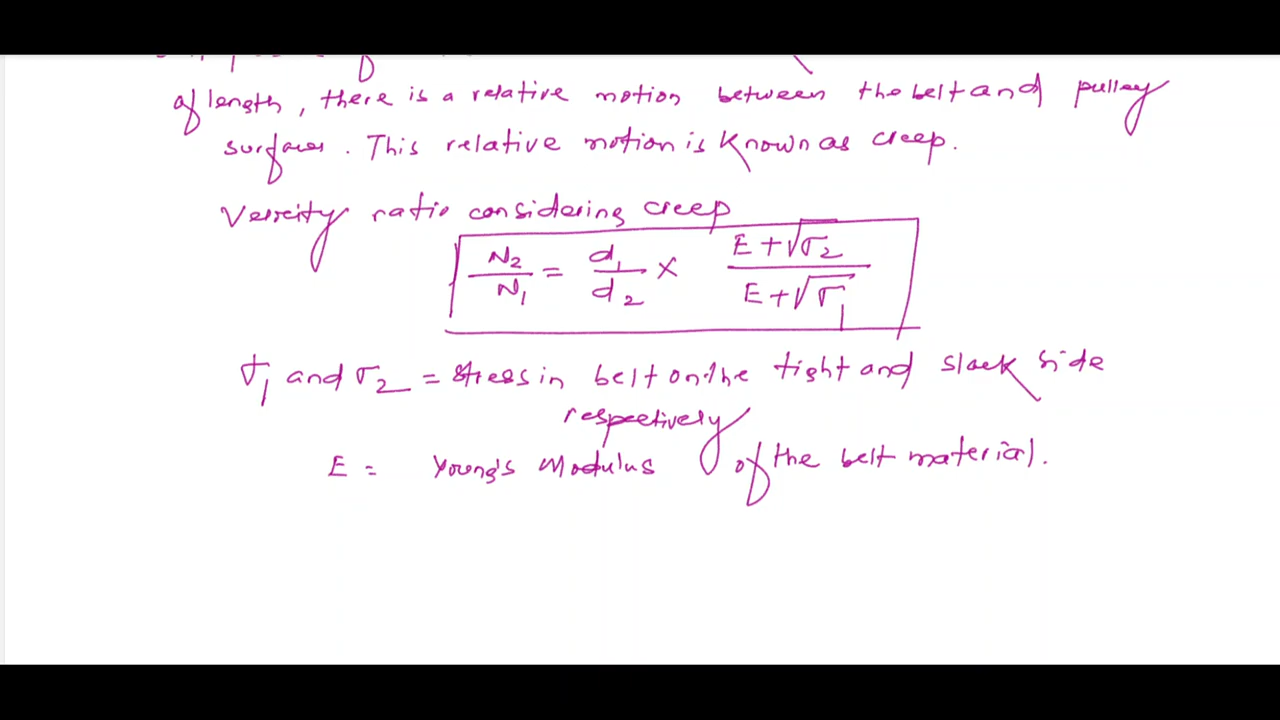 of length, there is a relative motion between the belt and pulley
surfaces. This relative motion is known as creep.
Velocity ratio considering creep
N₂/N₁ = d₁/d₂ × (E + √σ₂)/(E + √σ₁)
σ₁ and σ₂ = stress in belt on the tight and slack side
respectively
E = Young's Modulus of the belt material.